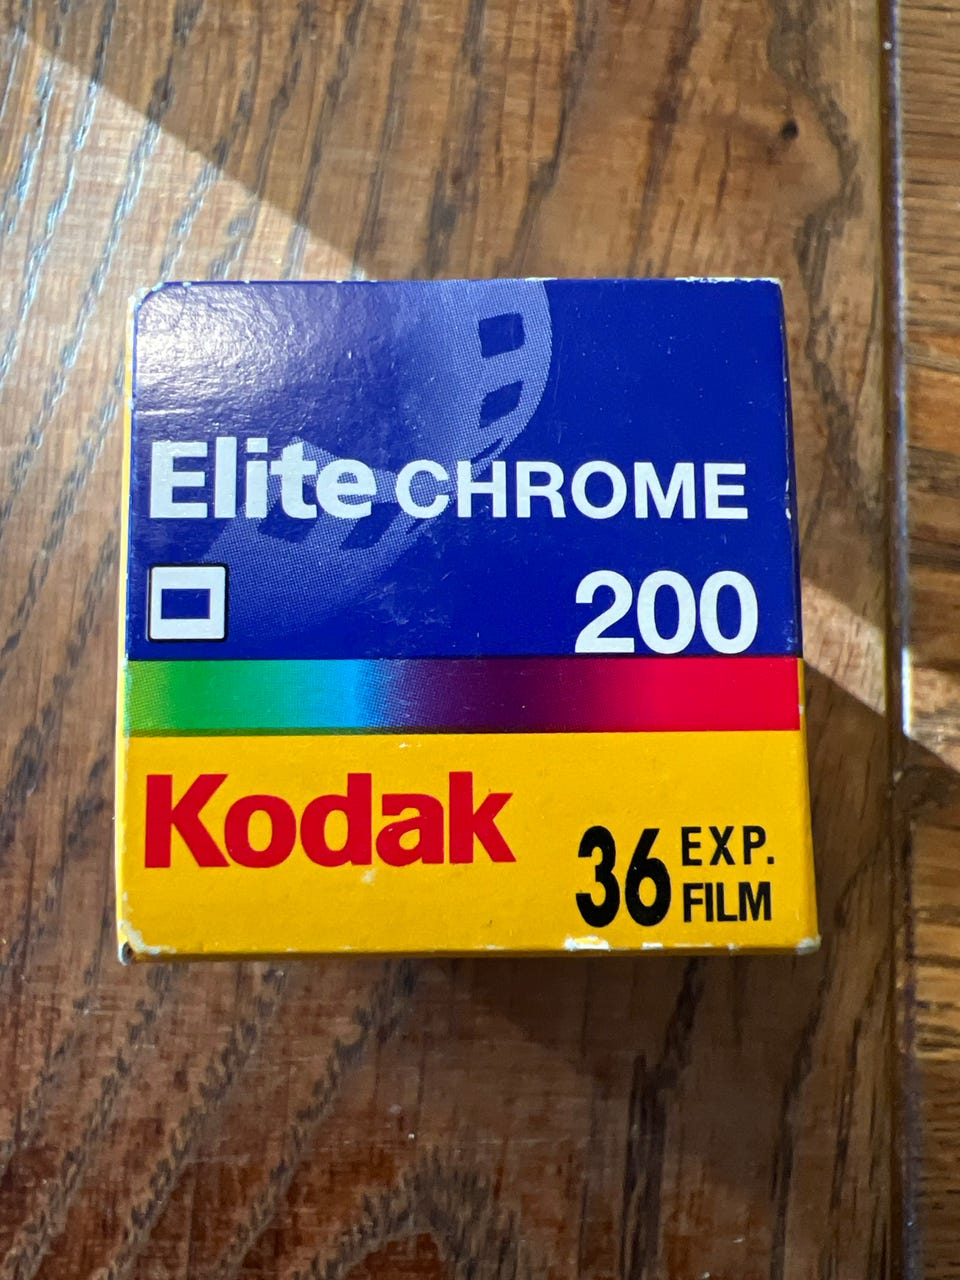 Elite CHROME
200
Kodak
36 EXP.
FILM